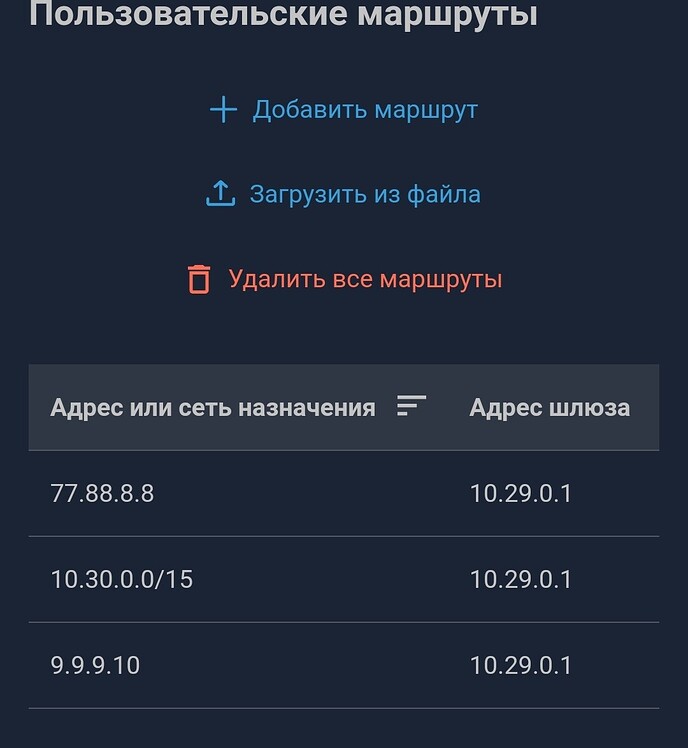 Пользовательские маршруты
Добавить маршрут
Загрузить из файла
Удалить все маршруты
Адрес или сеть назначения Адрес шлюза
77.88.8.8 10.29.0.1
10.30.0.0/15 10.29.0.1
9.9.9.10 10.29.0.1